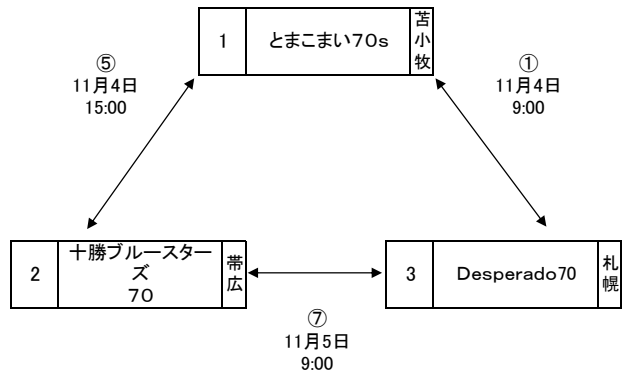 1
とまこまい70s
苫小牧
⑤
11月4日
15:00
①
11月4日
9:00
2
十勝ブルースター
ズ
70
帯広
3
Desperado70
札幌
⑦
11月5日
9:00